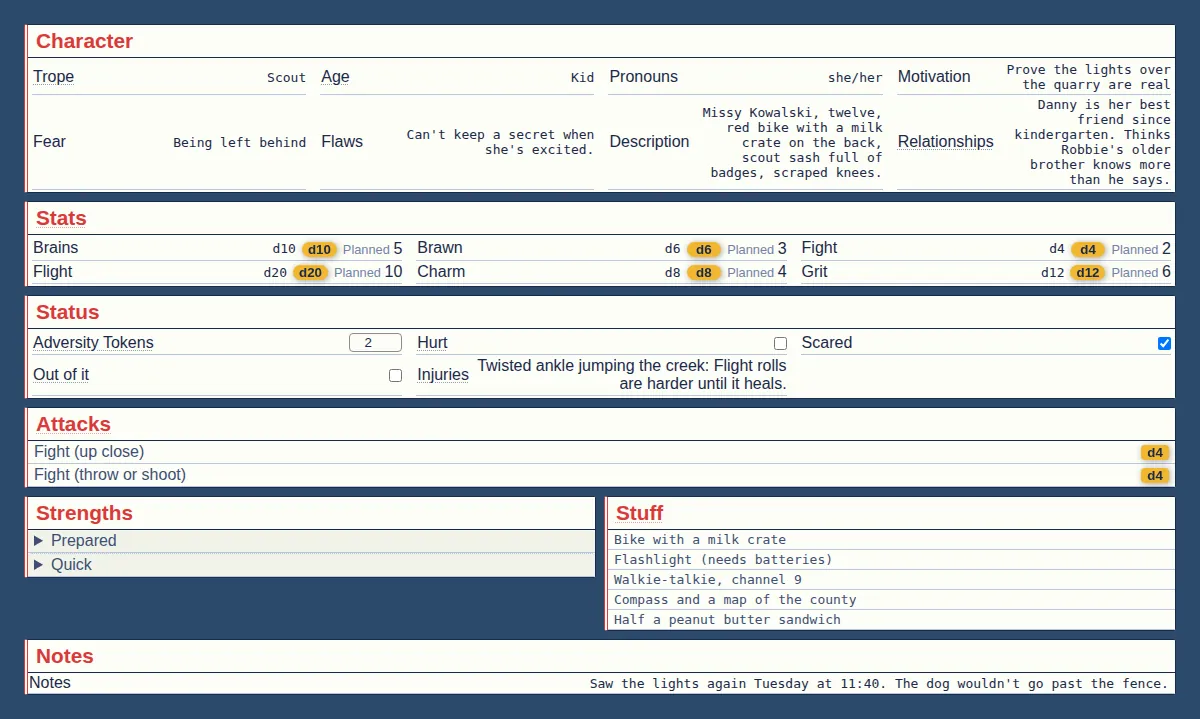 Character
Trope Scout Age Kid Pronouns she/her Motivation Prove the lights over
the quarry are real
Fear Being left behind Flaws Can't keep a secret when
she's excited. Description Missy Kowalski, twelve,
red bike with a milk
crate on the back,
scout sash full of
badges, scraped knees.
Relationships Danny is her best
friend since
kindergarten. Thinks
Robbie's older
brother knows more
than he says.
Stats
Brains d10 d10 Planned 5 Brawn d6 d6 Planned 3 Fight d4 d4 Planned 2
Flight d20 d20 Planned 10 Charm d8 d8 Planned 4 Grit d12 d12 Planned 6
Status
Adversity Tokens 2 Hurt Scared
Out of it Injuries Twisted ankle jumping the creek: Flight rolls
are harder until it heals.
Attacks
Fight (up close) d4
Fight (throw or shoot) d4
Strengths
Prepared
Quick
Stuff
Bike with a milk crate
Flashlight (needs batteries)
Walkie-talkie, channel 9
Compass and a map of the county
Half a peanut butter sandwich
Notes
Notes Saw the lights again Tuesday at 11:40. The dog wouldn't go past the fence.